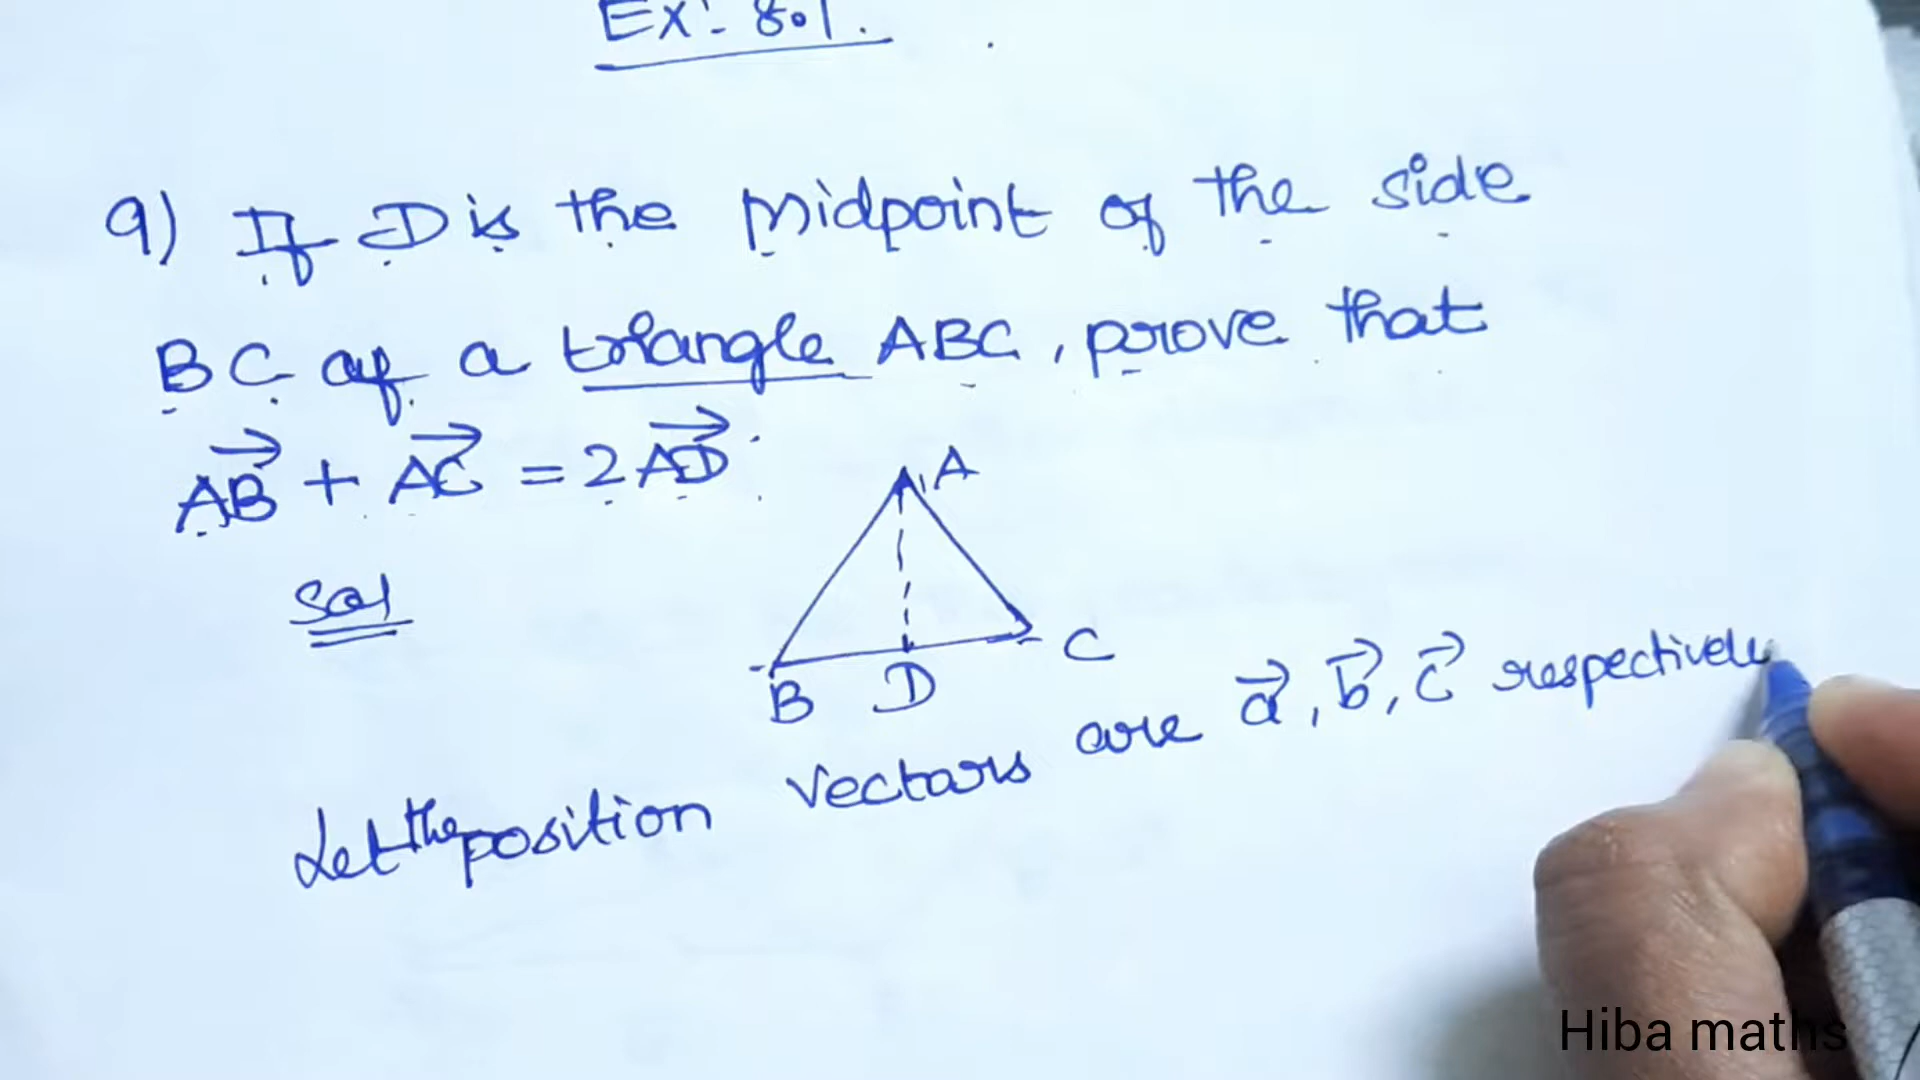 Ex:- 8.1.
9) If D is the Midpoint of the side
BC of a triangle ABC, prove that
AB→ + AC→ = 2AD→.
A
Sol
B D C
Let the position vectors are a→, b→, c→ respectively
Hiba maths